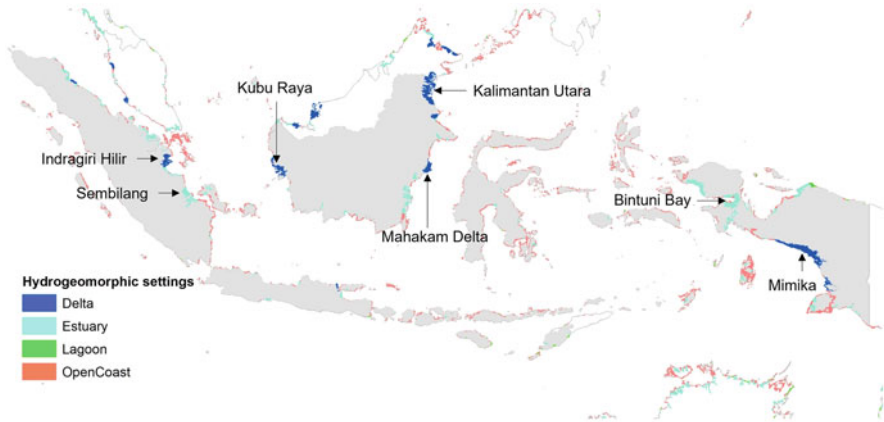 Kubu Raya
Kalimantan Utara
Indragiri Hilir
Sembilang
Bintuni Bay
Mahakam Delta
Mimika
Hydrogeomorphic settings
Delta
Estuary
Lagoon
OpenCoast